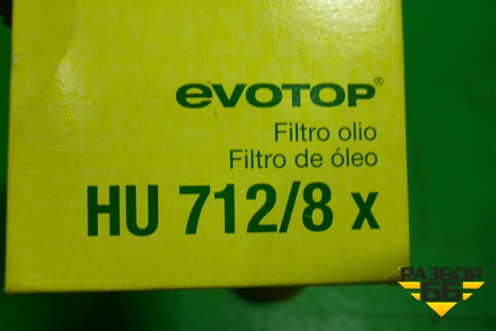 evotop®
Filtro olio
Filtro de óleo
HU 712/8 x
РАЗБОР
66